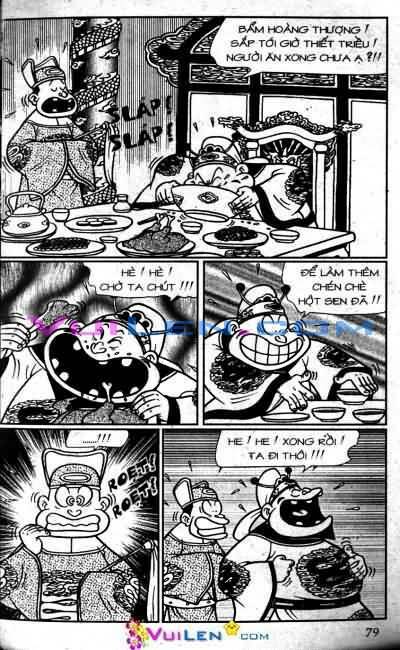 BẨM HOÀNG THƯỢNG!
SẮP TỚI GIỜ THIẾT TRIỀU!
NGƯỜI ĂN XONG CHƯA Ạ?!!
SLÁP!
SLÁP!
HÈ! HÈ!
CHỜ TA CHÚT!!!
ĐỂ LÀM THÊM
CHÉN CHÈ
HỘT SEN ĐÃ!!
VUILEN.COM
.....!!!
ROẸT!
ROẸT!
HE! HE! XONG RỒI!
TA ĐI THÔI!!!
79
VUILEN.COM